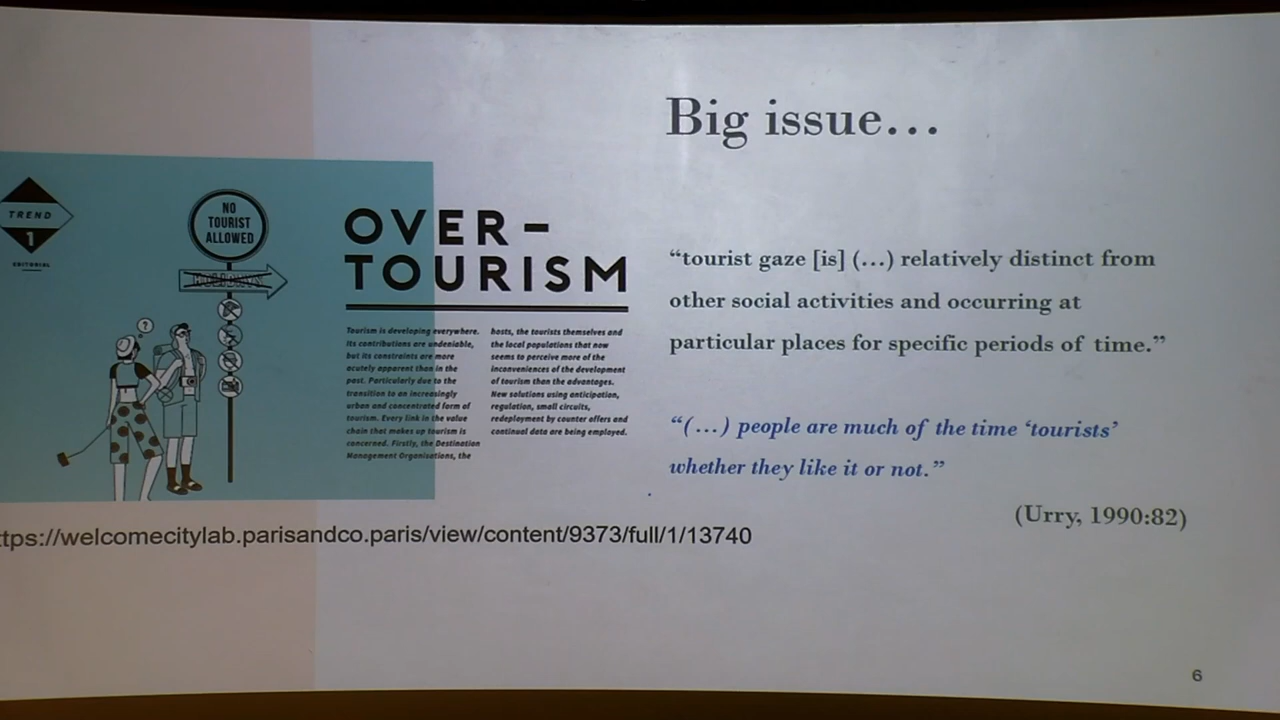 Big issue…
TREND
1
EDITORIAL
NO
TOURIST
ALLOWED
OVER-
TOURISM
Tourism is developing everywhere.
Its contributions are undeniable,
but its constraints are more
acutely apparent than in the
past. Particularly due to the
transition to an increasingly
urban and concentrated form of
tourism. Every link in the value
chain that makes up tourism is
concerned. Firstly, the Destination
Management Organisations, the
hosts, the tourists themselves and
the local populations that now
seems to perceive more of the
inconveniences of the development
of tourism than the advantages.
New solutions using anticipation,
regulation, small circuits,
redeployment by counter offers and
continual data are being employed.
?
ttps://welcomecitylab.parisandco.paris/view/content/9373/full/1/13740
“tourist gaze [is] (…) relatively distinct from
other social activities and occurring at
particular places for specific periods of time.”
“(…) people are much of the time ‘tourists’
whether they like it or not.”
(Urry, 1990:82)
6